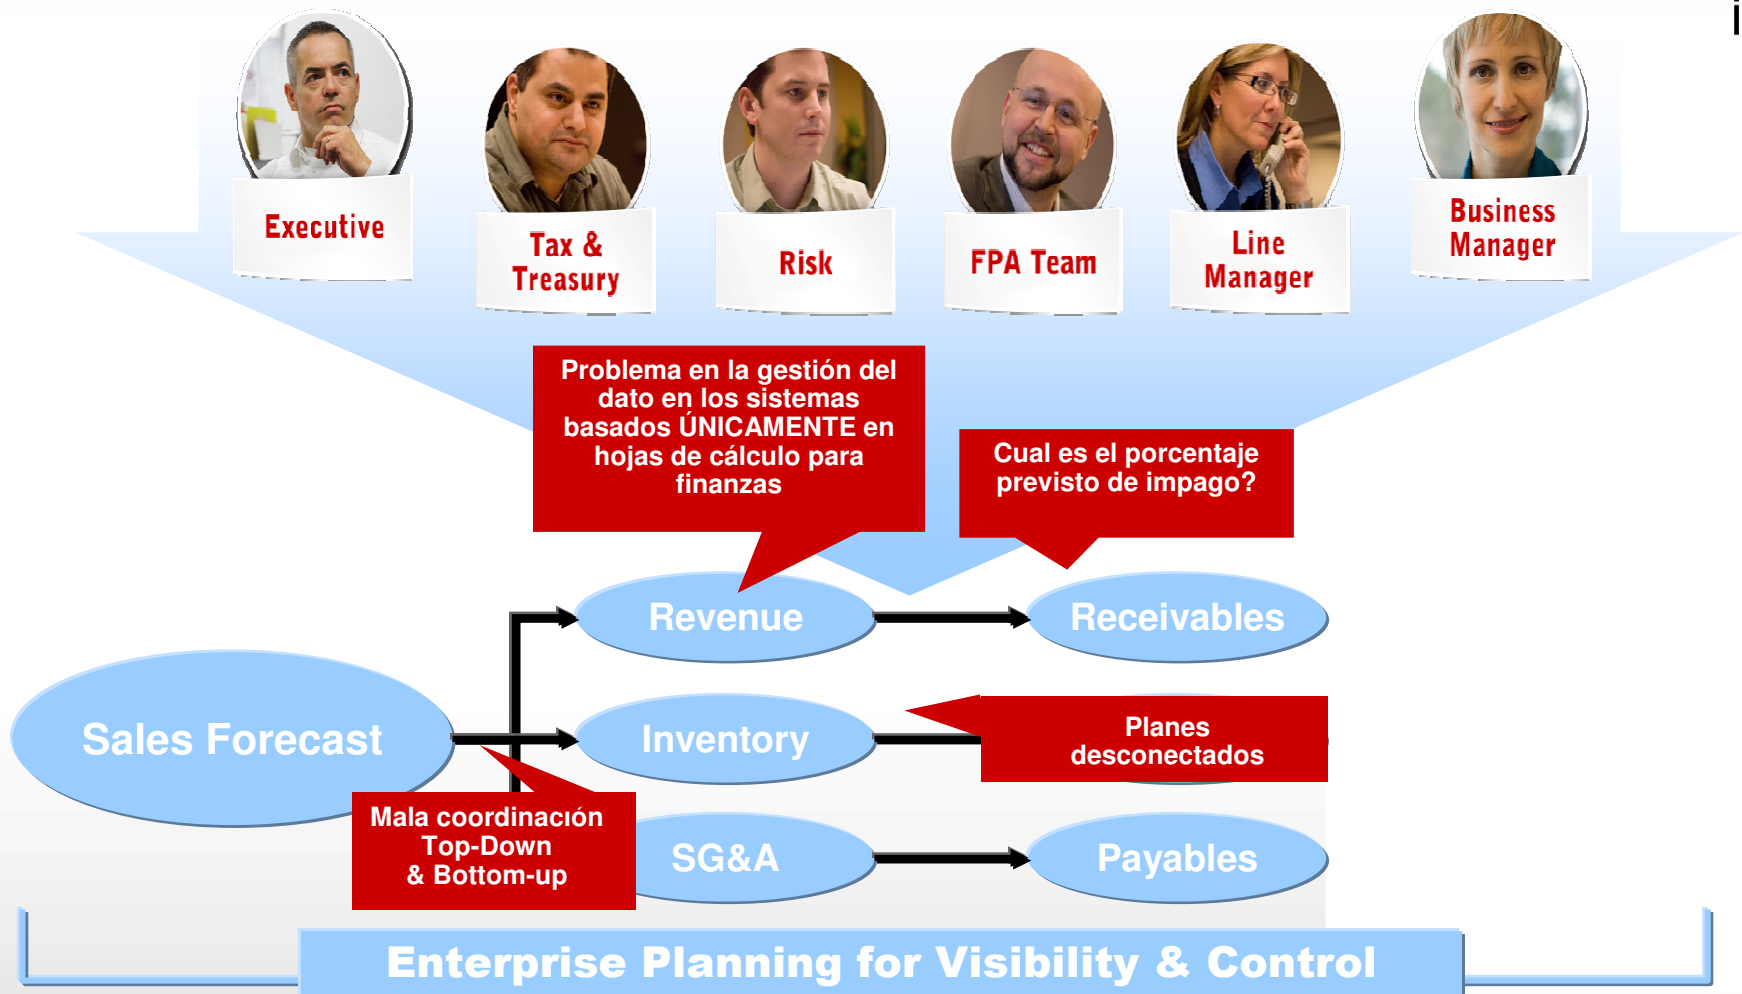 i
Executive
Tax &
Treasury
Risk
FPA Team
Line
Manager
Business
Manager
Problema en la gestión del
dato en los sistemas
basados ÚNICAMENTE en
hojas de cálculo para
finanzas
Cual es el porcentaje
previsto de impago?
Revenue
Receivables
Sales Forecast
Inventory
Planes
desconectados
Mala coordinación
Top-Down
& Bottom-up
SG&A
Payables
Enterprise Planning for Visibility & Control